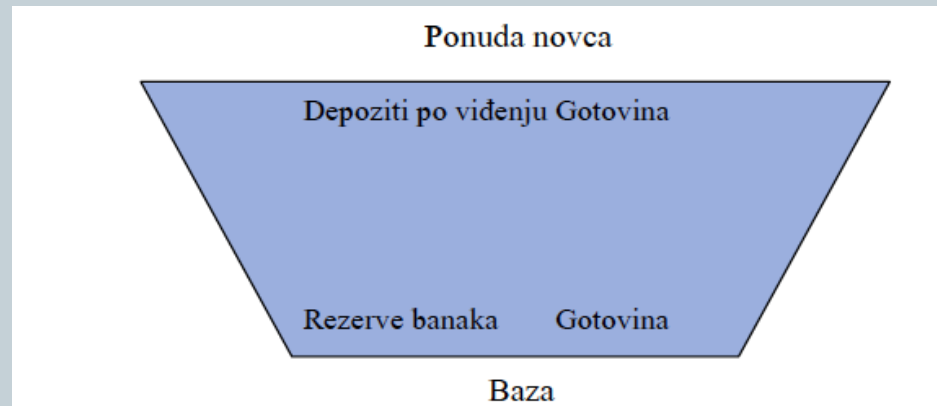 Ponuda novca
Depoziti po viđenju Gotovina
Rezerve banaka Gotovina
Baza